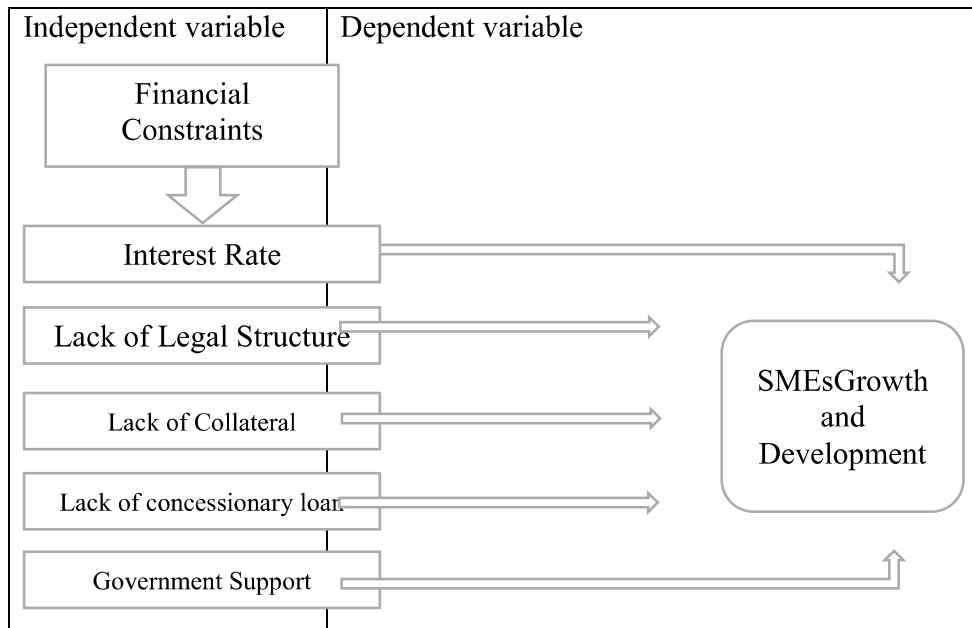 Independent variable
Dependent variable
Financial
Constraints
Interest Rate
Lack of Legal Structure
Lack of Collateral
Lack of concessionary loan
Government Support
SMEsGrowth
and
Development